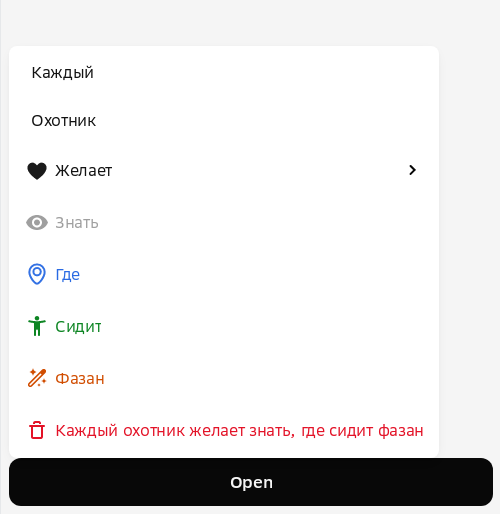 Каждый
Охотник
Желает
Знать
Где
Сидит
Фазан
Каждый охотник желает знать, где сидит фазан
Open